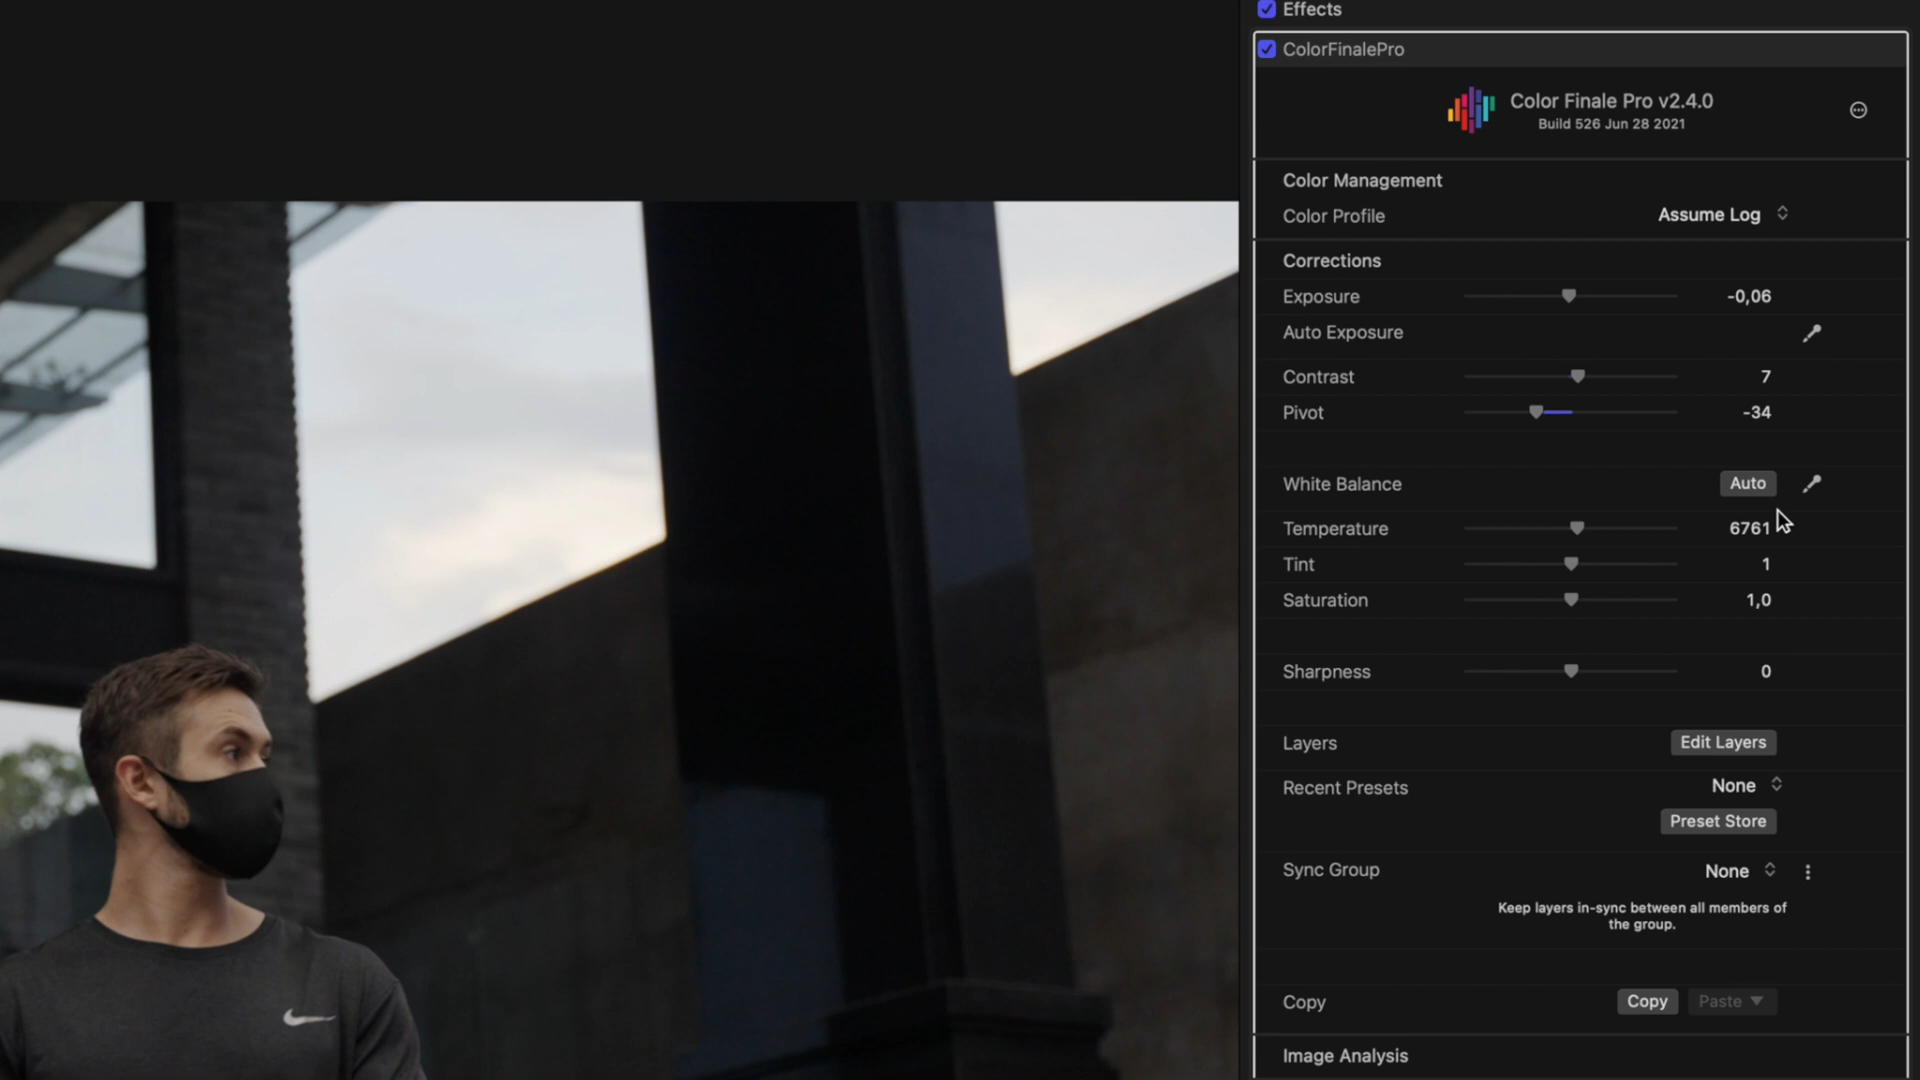 Effects
ColorFinalePro
Color Finale Pro v2.4.0
Build 526 Jun 28 2021
Color Management
Color Profile Assume Log
Corrections
Exposure -0,06
Auto Exposure
Contrast 7
Pivot -34
White Balance Auto
Temperature 6761
Tint 1
Saturation 1,0
Sharpness 0
Layers Edit Layers
Recent Presets None
Preset Store
Sync Group None
Keep layers in-sync between all members of
the group.
Copy Copy Paste
Image Analysis